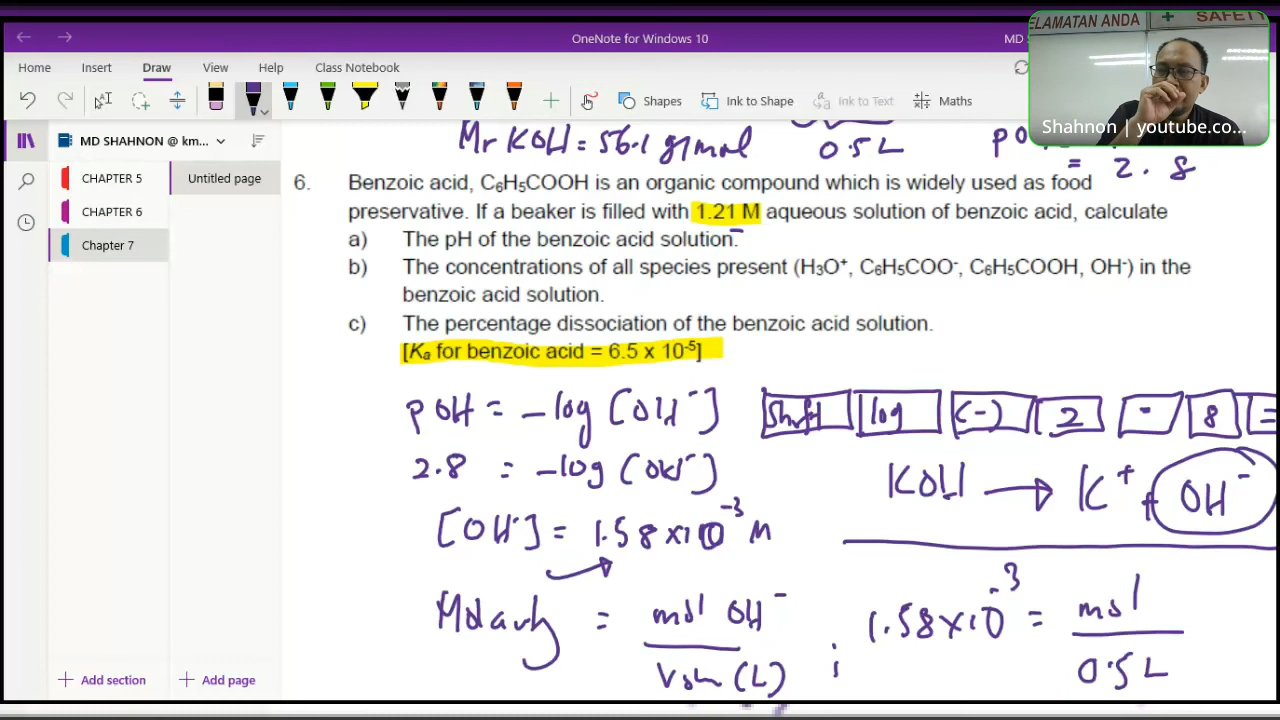 ELAMATAN ANDA + SAFETY
OneNote for Windows 10
MD S
Home Insert Draw View Help Class Notebook
Shapes Ink to Shape Ink to Text Maths
Shahnon | youtube.co...
MD SHAHNON @ km...
CHAPTER 5
CHAPTER 6
Chapter 7
Untitled page
Mr KOH = 56.1 g/mol
0.5 L
= 2.8
6. Benzoic acid, C₆H₅COOH is an organic compound which is widely used as food
preservative. If a beaker is filled with 1.21 M aqueous solution of benzoic acid, calculate
a) The pH of the benzoic acid solution.
b) The concentrations of all species present (H₃O⁺, C₆H₅COO⁻, C₆H₅COOH, OH⁻) in the
benzoic acid solution.
c) The percentage dissociation of the benzoic acid solution.
[Kₐ for benzoic acid = 6.5 x 10⁻⁵]
pOH = -log [OH⁻]
Shift log (-) 2 . 8 =
2.8 = -log [OH⁻]
KOH → K⁺ + OH⁻
[OH⁻] = 1.58x10⁻³ M
Molarity = mol OH⁻
V soln (L)
; 1.58x10⁻³ = mol
0.5 L
Add section
Add page